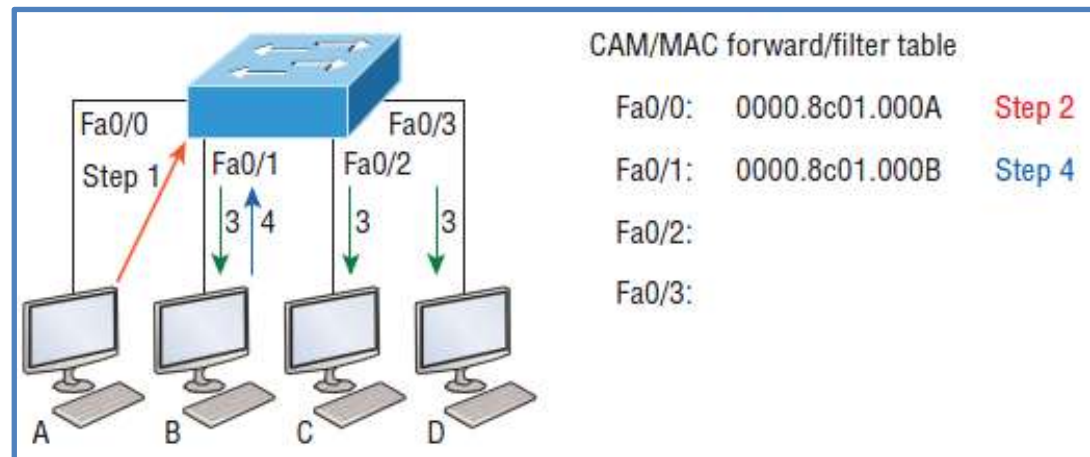 CAM/MAC forward/filter table
Fa0/0: 0000.8c01.000A Step 2
Fa0/1: 0000.8c01.000B Step 4
Fa0/2:
Fa0/3:
Fa0/0
Fa0/3
Step 1
Fa0/1
Fa0/2
3
4
3
3
A
B
C
D